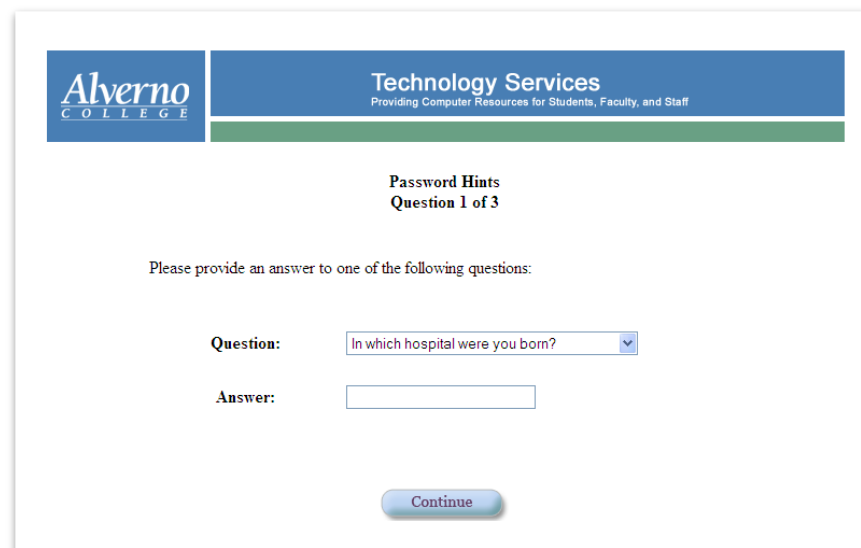 Alverno
COLLEGE
Technology Services
Providing Computer Resources for Students, Faculty, and Staff
Password Hints
Question 1 of 3
Please provide an answer to one of the following questions:
Question: In which hospital were you born?
Answer:
Continue